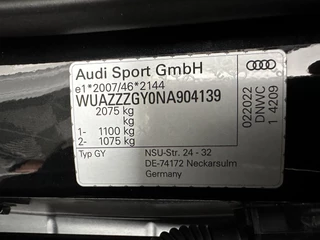 Audi Sport GmbH
e1*2007/46*2144
WUAZZZGY0NA904139
2075 kg
kg
1- 1100 kg
2- 1075 kg
Typ GY
NSU-Str. 24 - 32
DE-74172 Neckarsulm
Germany
022022
DNWC
1 4209